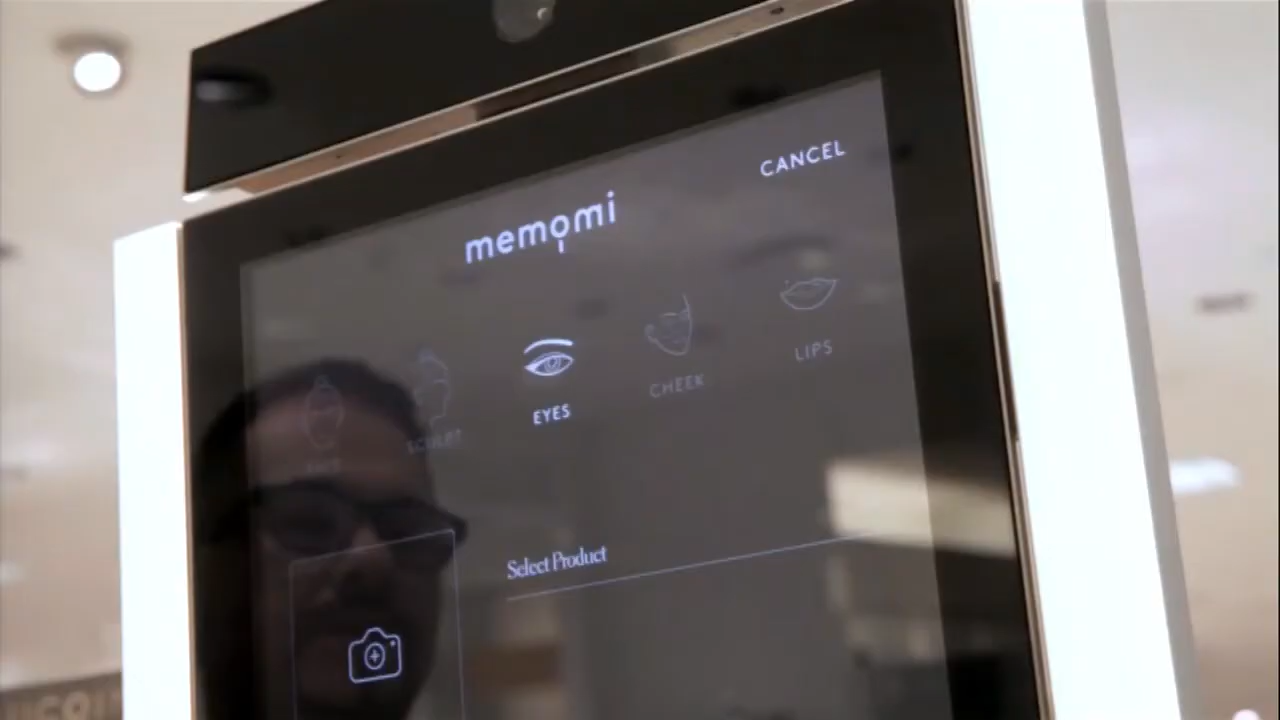 CANCEL
memomi
SCULPT
EYES
CHEEK
LIPS
Select Product